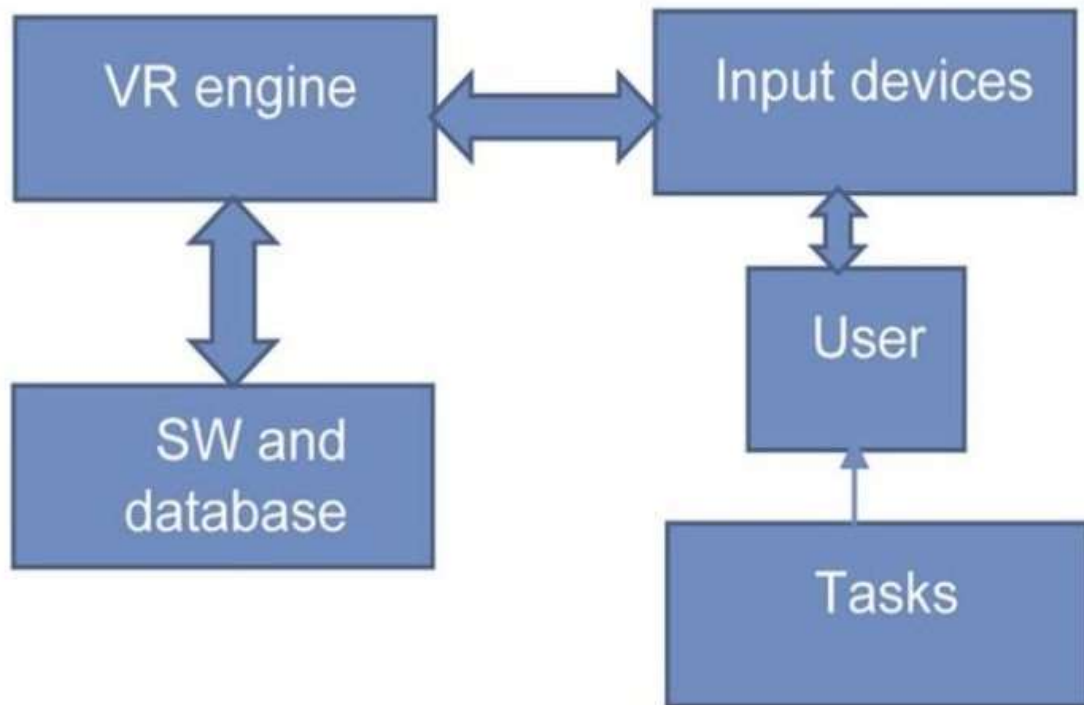 VR engine
Input devices
User
SW and
database
Tasks